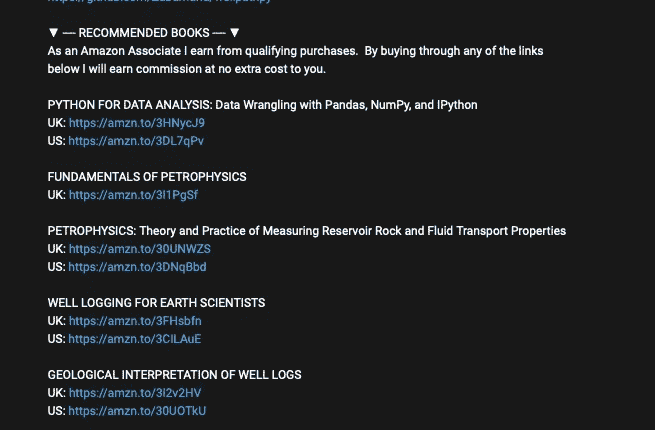 ▼ ---- RECOMMENDED BOOKS ---- ▼
As an Amazon Associate I earn from qualifying purchases.  By buying through any of the links
below I will earn commission at no extra cost to you.
PYTHON FOR DATA ANALYSIS: Data Wrangling with Pandas, NumPy, and IPython
UK: https://amzn.to/3HNycJ9
US: https://amzn.to/3DL7qPv
FUNDAMENTALS OF PETROPHYSICS
UK: https://amzn.to/3l1PgSf
PETROPHYSICS: Theory and Practice of Measuring Reservoir Rock and Fluid Transport Properties
UK: https://amzn.to/30UNWZS
US: https://amzn.to/3DNqBbd
WELL LOGGING FOR EARTH SCIENTISTS
UK: https://amzn.to/3FHsbfn
US: https://amzn.to/3CILAuE
GEOLOGICAL INTERPRETATION OF WELL LOGS
UK: https://amzn.to/3i2v2HV
US: https://amzn.to/30UOTkU